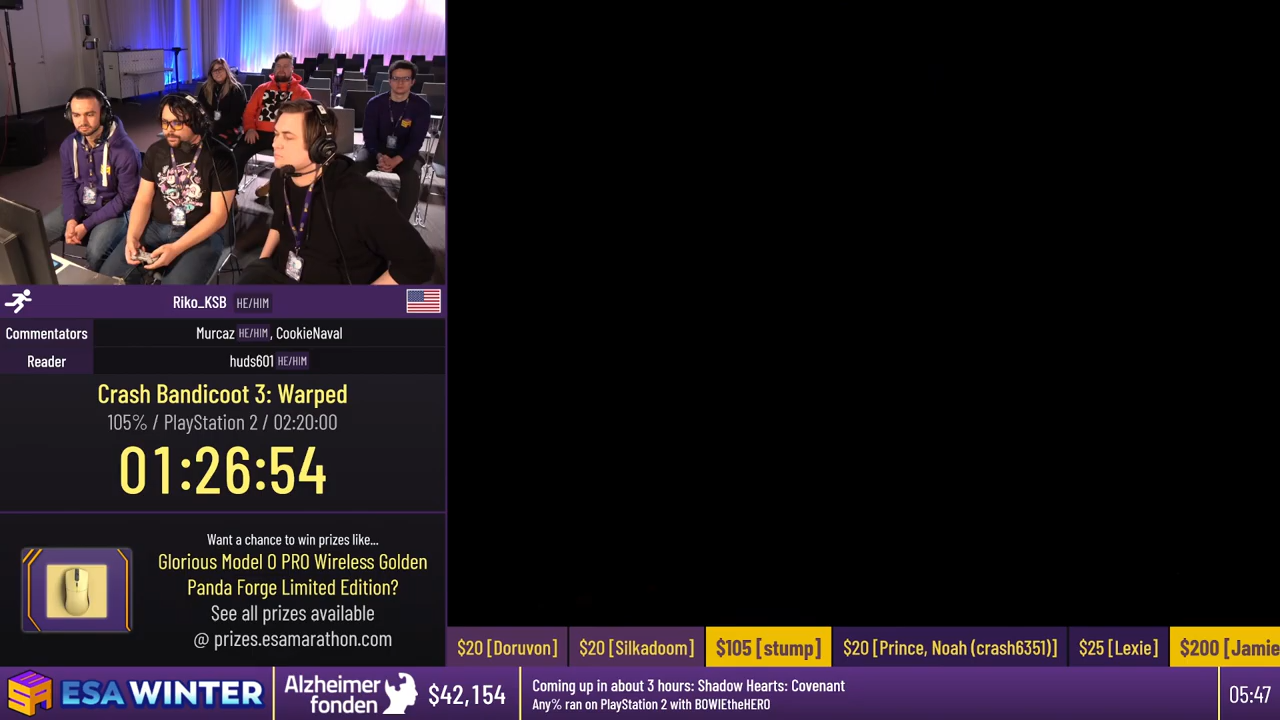 Riko_KSB HE/HIM
Commentators
Murcaz HE/HIM, CookieNaval
Reader
huds601 HE/HIM
Crash Bandicoot 3: Warped
105% / PlayStation 2 / 02:20:00
01:26:54
Want a chance to win prizes like...
Glorious Model O PRO Wireless Golden
Panda Forge Limited Edition?
See all prizes available
@ prizes.esamarathon.com
$20 [Doruvon]
$20 [Silkadoom]
$105 [stump]
$20 [Prince, Noah (crash6351)]
$25 [Lexie]
$200 [Jamie
ESA WINTER
Alzheimer
fonden
$42,154
Coming up in about 3 hours: Shadow Hearts: Covenant
Any% ran on PlayStation 2 with BOWIEtheHERO
05:47